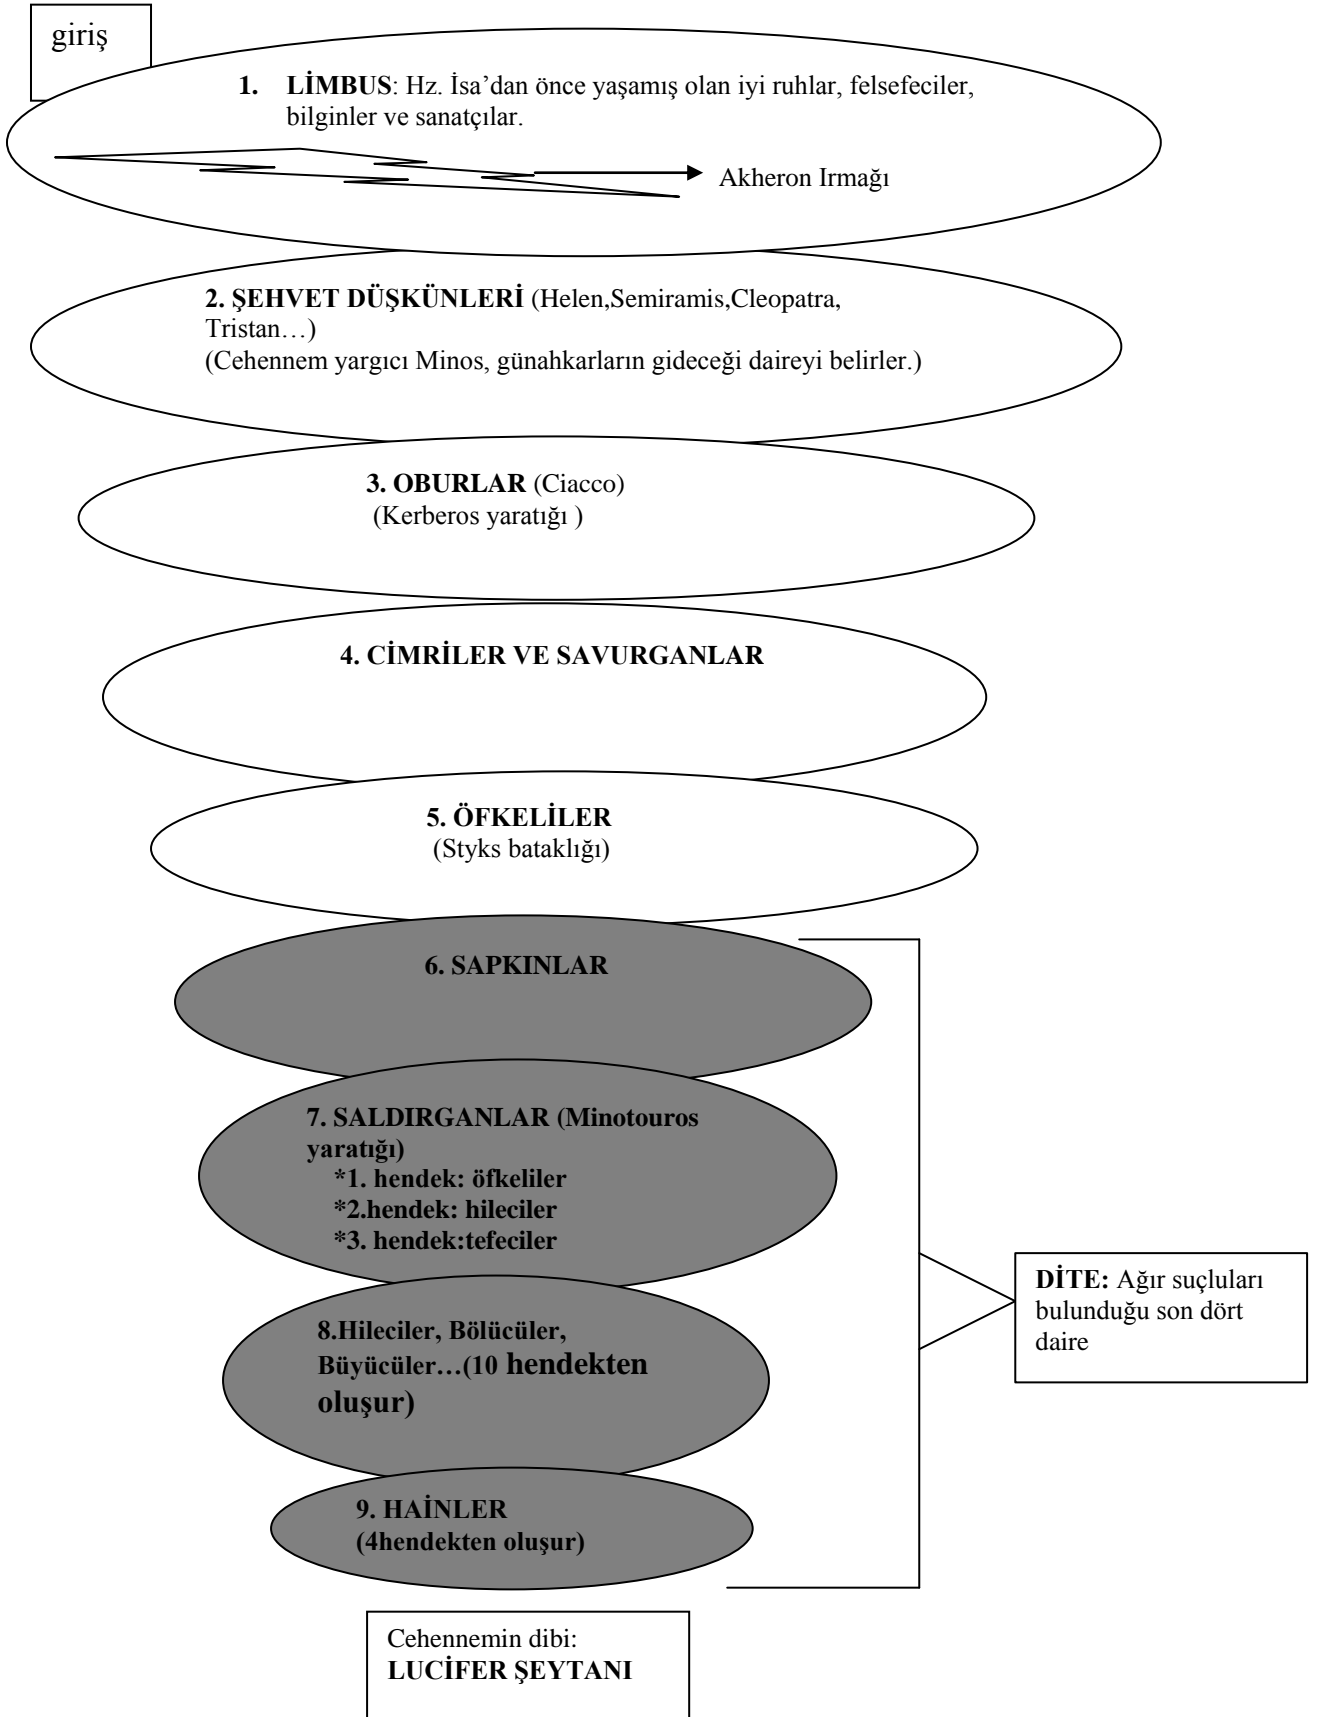 giriş
1. LİMBUS: Hz. İsa’dan önce yaşamış olan iyi ruhlar, felsefeciler,
bilginler ve sanatçılar.
Akheron Irmağı
2. ŞEHVET DÜŞKÜNLERİ (Helen,Semiramis,Cleopatra,
Tristan…)
(Cehennem yargıcı Minos, günahkarların gideceği daireyi belirler.)
3. OBURLAR (Ciacco)
(Kerberos yaratığı )
4. CİMRİLER VE SAVURGANLAR
5. ÖFKELİLER
(Styks bataklığı)
6. SAPKINLAR
7. SALDIRGANLAR (Minotouros
yaratığı)
*1. hendek: öfkeliler
*2.hendek: hileciler
*3. hendek:tefeciler
8.Hileciler, Bölücüler,
Büyücüler…(10 hendekten
oluşur)
DİTE: Ağır suçluları
bulunduğu son dört
daire
9. HAİNLER
(4hendekten oluşur)
Cehennemin dibi:
LUCİFER ŞEYTANI